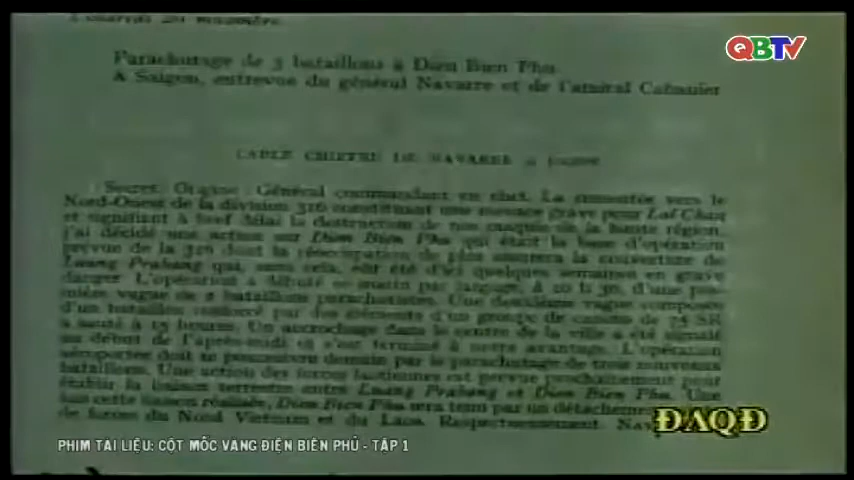 QBTV
20 novembre.
Parachutage de 3 bataillons à Dien Bien Phu.
A Saigon, entrevue du général Navarre et de l'amiral Cabanier
CABLE CHIFFRE DE NAVARRE
Secret. Origine : Général commandant en chef. La remontée vers le
Nord-Ouest de la division 316 constituant une menace grave pour Laï Chau
et signifiant à bref délai la destruction de nos maquis de la haute région,
j'ai décidé une action sur Dien Bien Phu qui était la base d'opération
prévue de la 316 dont la réoccupation de plus assurera la couverture de
Luang Prabang qui, sans cela, eût été d'ici quelques semaines en grave
danger. L'opération a débuté ce matin par largage, à 10 h 30, d'une pre-
mière vague de 2 bataillons parachutistes. Une deuxième vague composée
d'un bataillon renforcé par des éléments d'un groupe de canons de 75 SR
a sauté à 15 heures. Un accrochage dans le centre de la ville a été signalé
au début de l'après-midi et s'est terminé à notre avantage. L'opération
aéroportée doit se poursuivre demain par le parachutage de trois nouveaux
bataillons. Une action des forces laotiennes est prévue prochainement pour
établir la liaison terrestre entre Luang Prabang et Dien Bien Phu. Une
fois cette liaison réalisée, Dien Bien Phu sera tenu par un détachement
de forces du Nord Vietnam et du Laos. Respectueusement.
ĐAQĐ
PHIM TÀI LIỆU: CỘT MỐC VÀNG ĐIỆN BIÊN PHỦ - TẬP 1